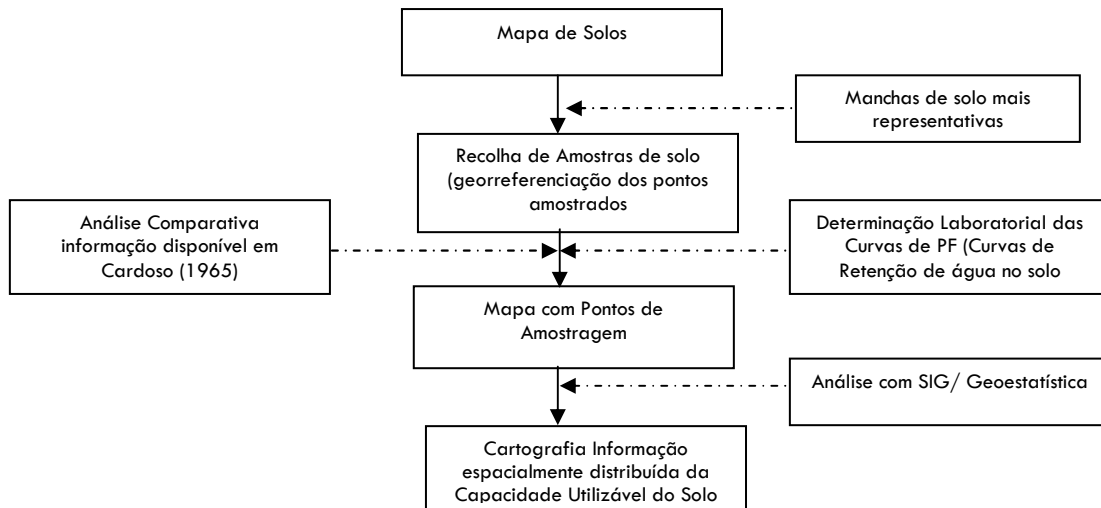 Mapa de Solos
Manchas de solo mais
representativas
Recolha de Amostras de solo
(georreferenciação dos pontos
amostrados
Análise Comparativa
informação disponível em
Cardoso (1965)
Determinação Laboratorial das
Curvas de PF (Curvas de
Retenção de água no solo
Mapa com Pontos de
Amostragem
Análise com SIG/ Geoestatística
Cartografia Informação
espacialmente distribuída da
Capacidade Utilizável do Solo